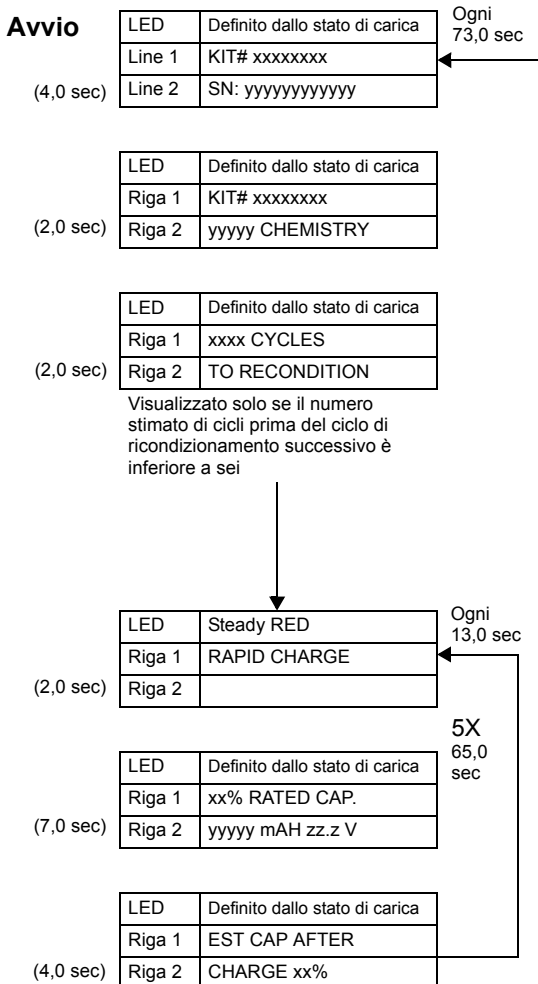 Avvio
LED Definito dallo stato di carica
Line 1 KIT# xxxxxxxx
(4,0 sec) Line 2 SN: yyyyyyyyyyyy
Ogni
73,0 sec
LED Definito dallo stato di carica
Riga 1 KIT# xxxxxxxx
(2,0 sec) Riga 2 yyyyy CHEMISTRY
LED Definito dallo stato di carica
Riga 1 xxxx CYCLES
(2,0 sec) Riga 2 TO RECONDITION
Visualizzato solo se il numero
stimato di cicli prima del ciclo di
ricondizionamento successivo è
inferiore a sei
LED Steady RED
Riga 1 RAPID CHARGE
(2,0 sec) Riga 2
Ogni
13,0 sec
5X
65,0
sec
LED Definito dallo stato di carica
Riga 1 xx% RATED CAP.
(7,0 sec) Riga 2 yyyyy mAH zz.z V
LED Definito dallo stato di carica
Riga 1 EST CAP AFTER
(4,0 sec) Riga 2 CHARGE xx%